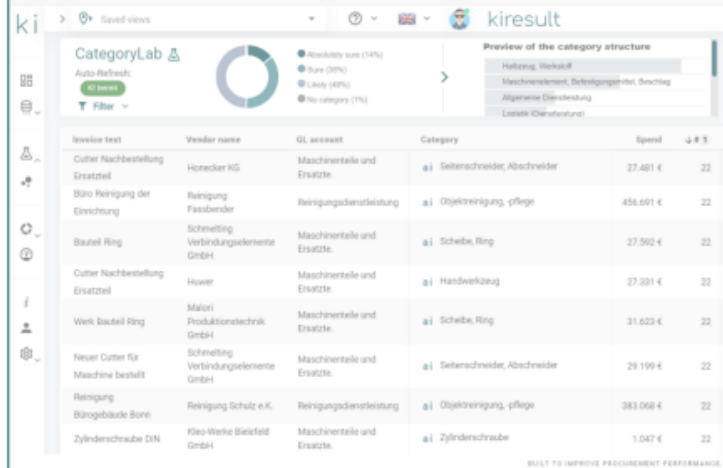 ki
Saved views
kiresult
CategoryLab
Auto-Refresh:
KI bereit
Filter
Absolutely sure (14%)
Sure (36%)
Likely (49%)
No category (1%)
Preview of the category structure
Halbzeug, Werkstoff
Maschinenelement, Befestigungsmittel, Beschlag
Allgemeine Dienstleistung
Logistik (Dienstleistung)
Invoice text Vendor name GL account Category Spend # 1
Cutter Nachbestellung Ersatzteil Honecker KG Maschinenteile und Ersatzte. ai Seitenschneider, Abschneider 27.481 € 22
Büro Reinigung der Einrichtung Reinigung Fassbender Reinigungsdienstleistung ai Objektreinigung, -pflege 456.691 € 22
Bauteil Ring Schmelting Verbindungselemente GmbH Maschinenteile und Ersatzte. ai Scheibe, Ring 27.592 € 22
Cutter Nachbestellung Ersatzteil Huwer Maschinenteile und Ersatzte. ai Handwerkzeug 27.331 € 22
Werk Bauteil Ring Malori Produktionstechnik GmbH Maschinenteile und Ersatzte. ai Scheibe, Ring 31.623 € 22
Neuer Cutter für Maschine bestellt Schmelting Verbindungselemente GmbH Maschinenteile und Ersatzte. ai Seitenschneider, Abschneider 29.199 € 22
Reinigung Bürogebäude Bonn Reinigung Schulz e.K. Reinigungsdienstleistung ai Objektreinigung, -pflege 383.068 € 22
Zylinderschraube DIN Kleo-Werke Bielefeld GmbH Maschinenteile und Ersatzte. ai Zylinderschraube 1.047 € 22
BUILT TO IMPROVE PROCUREMENT PERFORMANCE